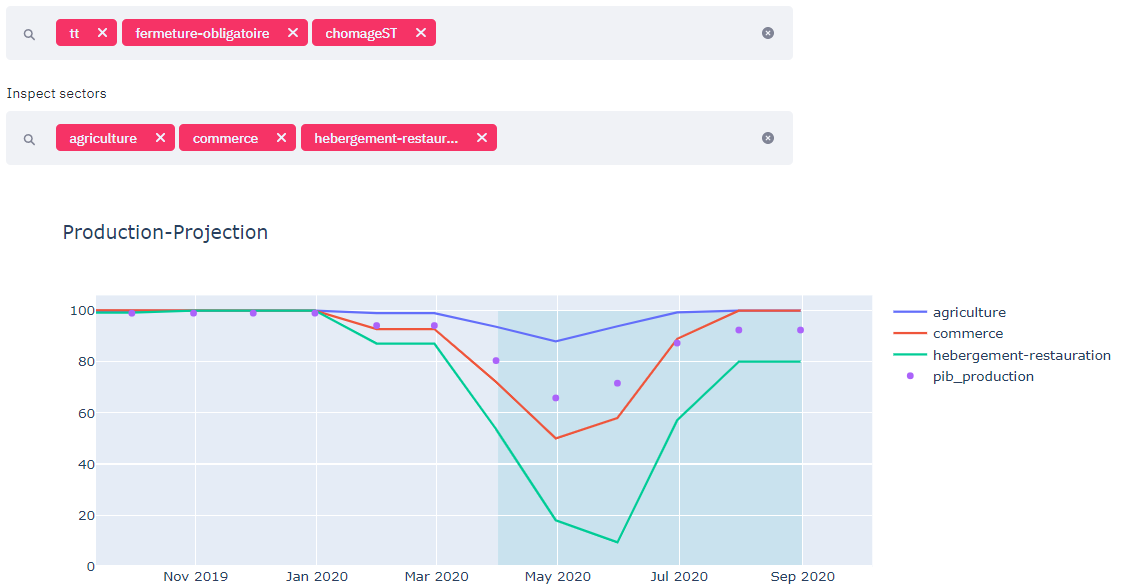 tt fermeture-obligatoire chomageST
Inspect sectors
agriculture commerce hebergement-restaur...
Production-Projection
100
80
60
40
20
0
Nov 2019 Jan 2020 Mar 2020 May 2020 Jul 2020 Sep 2020
agriculture
commerce
hebergement-restauration
pib_production